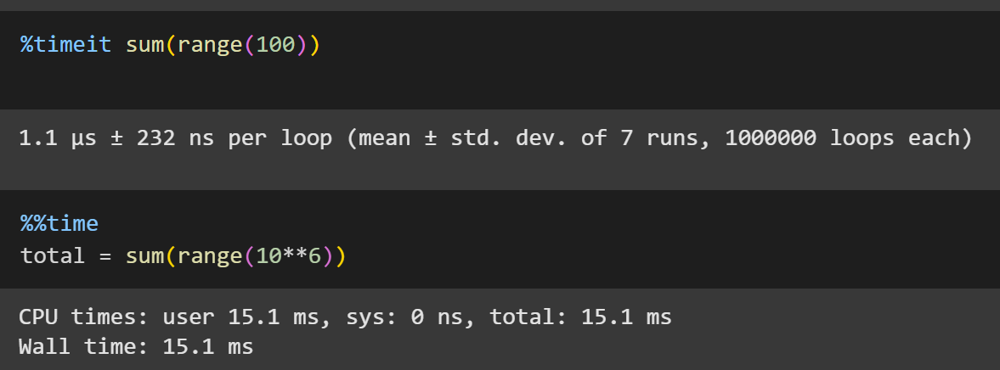 %timeit sum(range(100))
1.1 µs ± 232 ns per loop (mean ± std. dev. of 7 runs, 1000000 loops each)
%%time
total = sum(range(10**6))
CPU times: user 15.1 ms, sys: 0 ns, total: 15.1 ms
Wall time: 15.1 ms